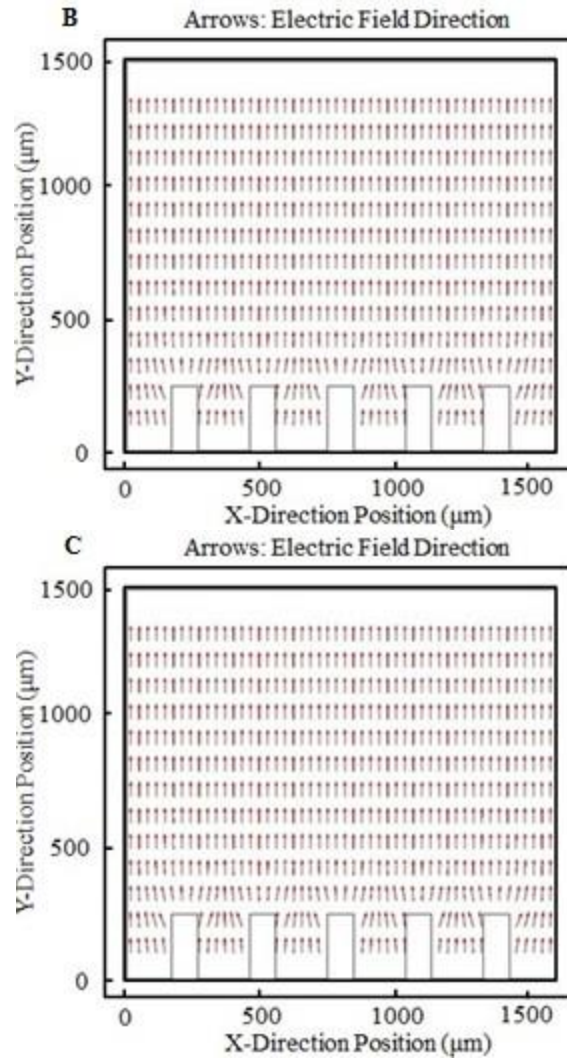 B
Arrows: Electric Field Direction
1500
1000
500
0
Y-Direction Position (µm)
0 500 1000 1500
X-Direction Position (µm)
C
Arrows: Electric Field Direction
1500
1000
500
0
Y-Direction Position (µm)
0 500 1000 1500
X-Direction Position (µm)